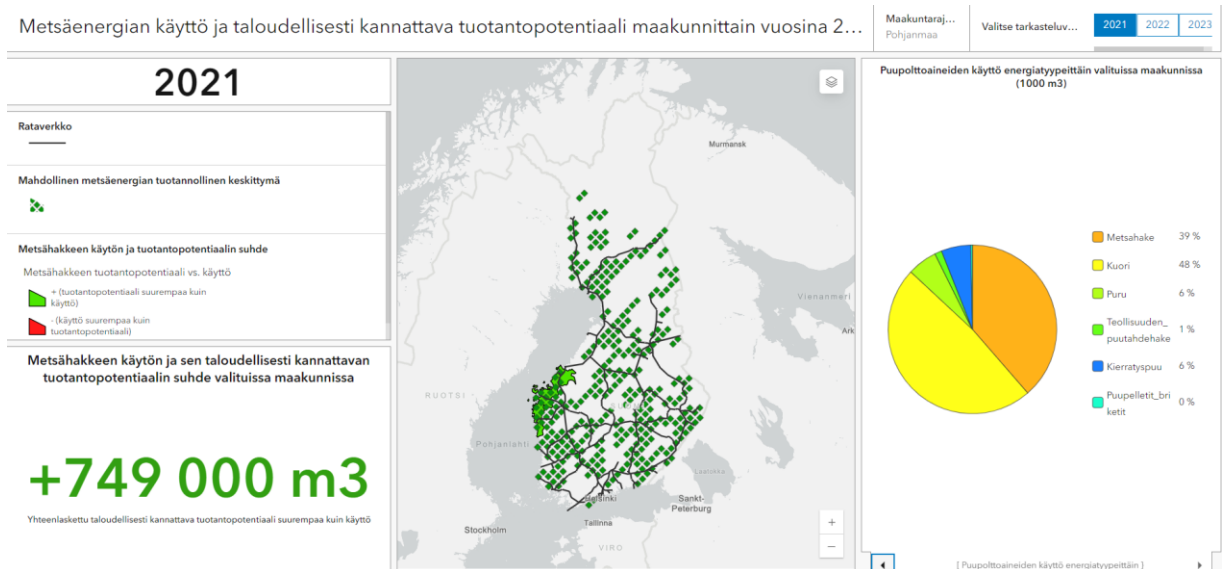 Metsäenergian käyttö ja taloudellisesti kannattava tuotantopotentiaali maakunnittain vuosina 2...
Maakuntaraj...
Pohjanmaa
Valitse tarkasteluv...
2021
2022
2023
2021
Rataverkko
Mahdollinen metsäenergian tuotannollinen keskittymä
Metsähakkeen käytön ja tuotantopotentiaalin suhde
Metsähakkeen tuotantopotentiaali vs. käyttö
+ (tuotantopotentiaali suurempaa kuin
käyttö)
- (käyttö suurempaa kuin
tuotantopotentiaali)
Metsähakkeen käytön ja sen taloudellisesti kannattavan
tuotantopotentiaalin suhde valituissa maakunnissa
+749 000 m3
Yhteenlaskettu taloudellisesti kannattava tuotantopotentiaali suurempaa kuin käyttö
Murmansk
Vienanmeri
Ark
RUOTSI
Pohjanlahti
SUOMI
Laatokka
Helsinki
Sankt-
Peterburg
Tallinna
Stockholm
VIRO
+
−
Puupolttoaineiden käyttö energiatyypeittäin valituissa maakunnissa
(1000 m3)
Metsahake 39 %
Kuori 48 %
Puru 6 %
Teollisuuden_
puutahdehake 1 %
Kierratyspuu 6 %
Puupelletit_bri
ketit 0 %
[ Puupolttoaineiden käyttö energiatyypeittäin ]